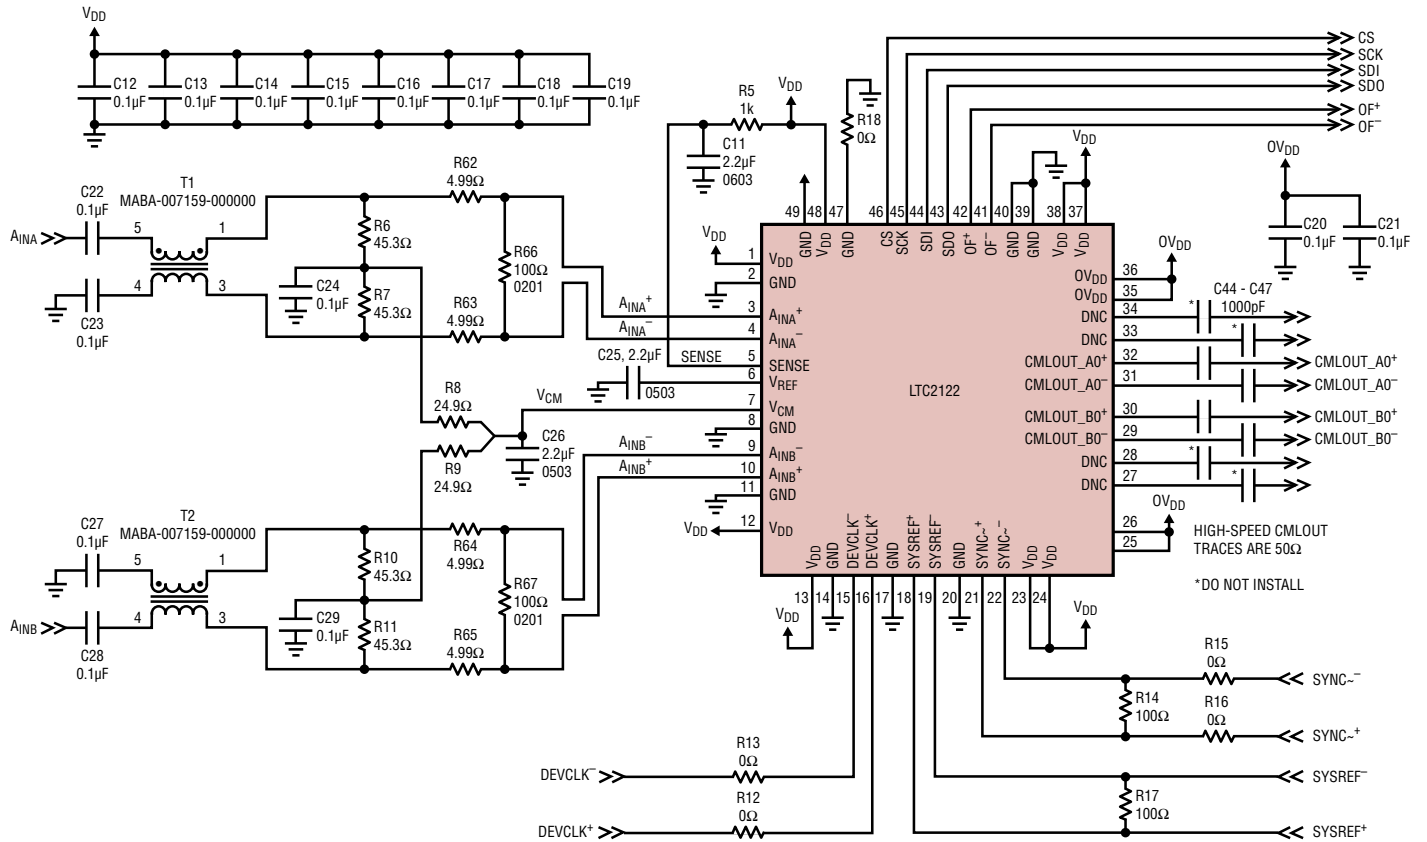 VDD
C12
0.1µF
C13
0.1µF
C14
0.1µF
C15
0.1µF
C16
0.1µF
C17
0.1µF
C18
0.1µF
C19
0.1µF
R5
1k
VDD
C11
2.2µF
0603
R18
0Ω
CS
SCK
SDI
SDO
OF+
OF–
VDD
OVDD
C20
0.1µF
C21
0.1µF
C22
0.1µF
T1
MABA-007159-000000
AINA
5
1
4
3
C23
0.1µF
R62
4.99Ω
R6
45.3Ω
R66
100Ω
0201
C24
0.1µF
R7
45.3Ω
R63
4.99Ω
AINA+
AINA–
C25, 2.2µF
0503
SENSE
R8
24.9Ω
R9
24.9Ω
VCM
C26
2.2µF
0503
AINB–
AINB+
C27
0.1µF
T2
MABA-007159-000000
5
1
4
3
AINB
C28
0.1µF
R64
4.99Ω
R10
45.3Ω
R67
100Ω
0201
C29
0.1µF
R11
45.3Ω
R65
4.99Ω
49 48 47 46 45 44 43 42 41 40 39 38 37
GND
VDD
GND
CS
SCK
SDI
SDO
OF+
OF–
GND
GND
VDD
VDD
VDD
1 VDD
2 GND
3 AINA+
4 AINA–
5 SENSE
6 VREF
7 VCM
8 GND
9 AINB–
10 AINB+
11 GND
VDD
12 VDD
LTC2122
OVDD
OVDD 36
OVDD 35
DNC 34
DNC 33
CMLOUT_A0+ 32
CMLOUT_A0– 31
CMLOUT_B0+ 30
CMLOUT_B0– 29
DNC 28
DNC 27
26
25
OVDD
C44 - C47
1000pF
*
*
CMLOUT_A0+
CMLOUT_A0–
CMLOUT_B0+
CMLOUT_B0–
*
*
HIGH-SPEED CMLOUT
TRACES ARE 50Ω
*DO NOT INSTALL
VDD
GND
DEVCLK–
DEVCLK+
GND
SYSREF+
SYSREF–
GND
SYNC~+
SYNC~–
VDD
VDD
13 14 15 16 17 18 19 20 21 22 23 24
VDD
VDD
R15
0Ω
SYNC~–
R14
100Ω
R16
0Ω
SYNC~+
R13
0Ω
DEVCLK–
SYSREF–
R12
0Ω
R17
100Ω
DEVCLK+
SYSREF+